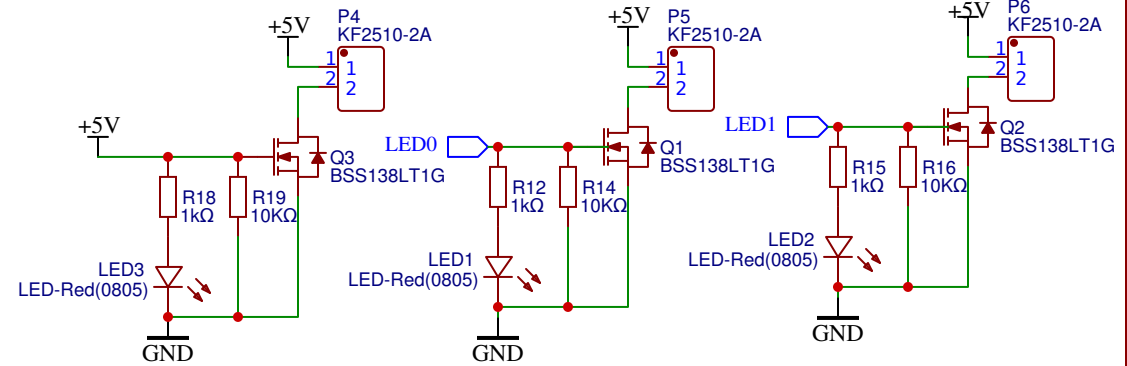 +5V
P4
KF2510-2A
1
1
2
2
+5V
Q3
BSS138LT1G
R18
1kΩ
R19
10KΩ
LED3
LED-Red(0805)
GND
+5V
P5
KF2510-2A
1
1
2
2
LED0
Q1
BSS138LT1G
R12
1kΩ
R14
10KΩ
LED1
LED-Red(0805)
GND
+5V
P6
KF2510-2A
1
1
2
2
LED1
Q2
BSS138LT1G
R15
1kΩ
R16
10KΩ
LED2
LED-Red(0805)
GND